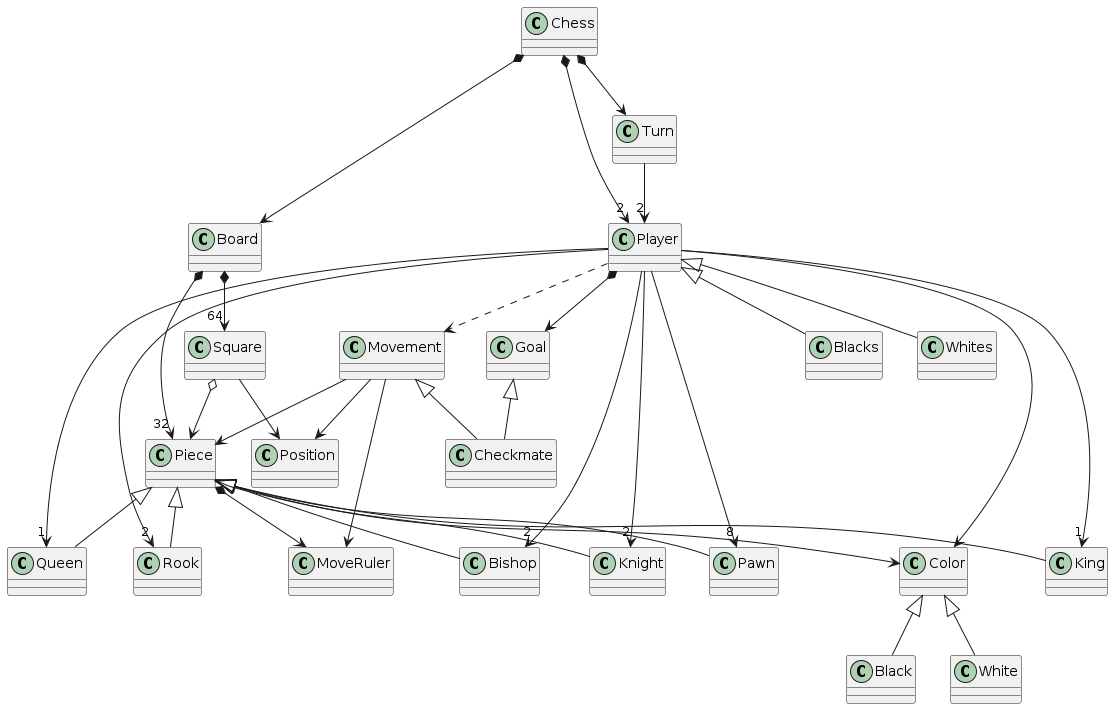 C Chess
C Turn
2 2
C Board
C Player
64
C Square
C Movement
C Goal
C Blacks
C Whites
32
C Piece
C Position
C Checkmate
1 2 2 2 8 1
C Queen
C Rook
C MoveRuler
C Bishop
C Knight
C Pawn
C Color
C King
C Black
C White